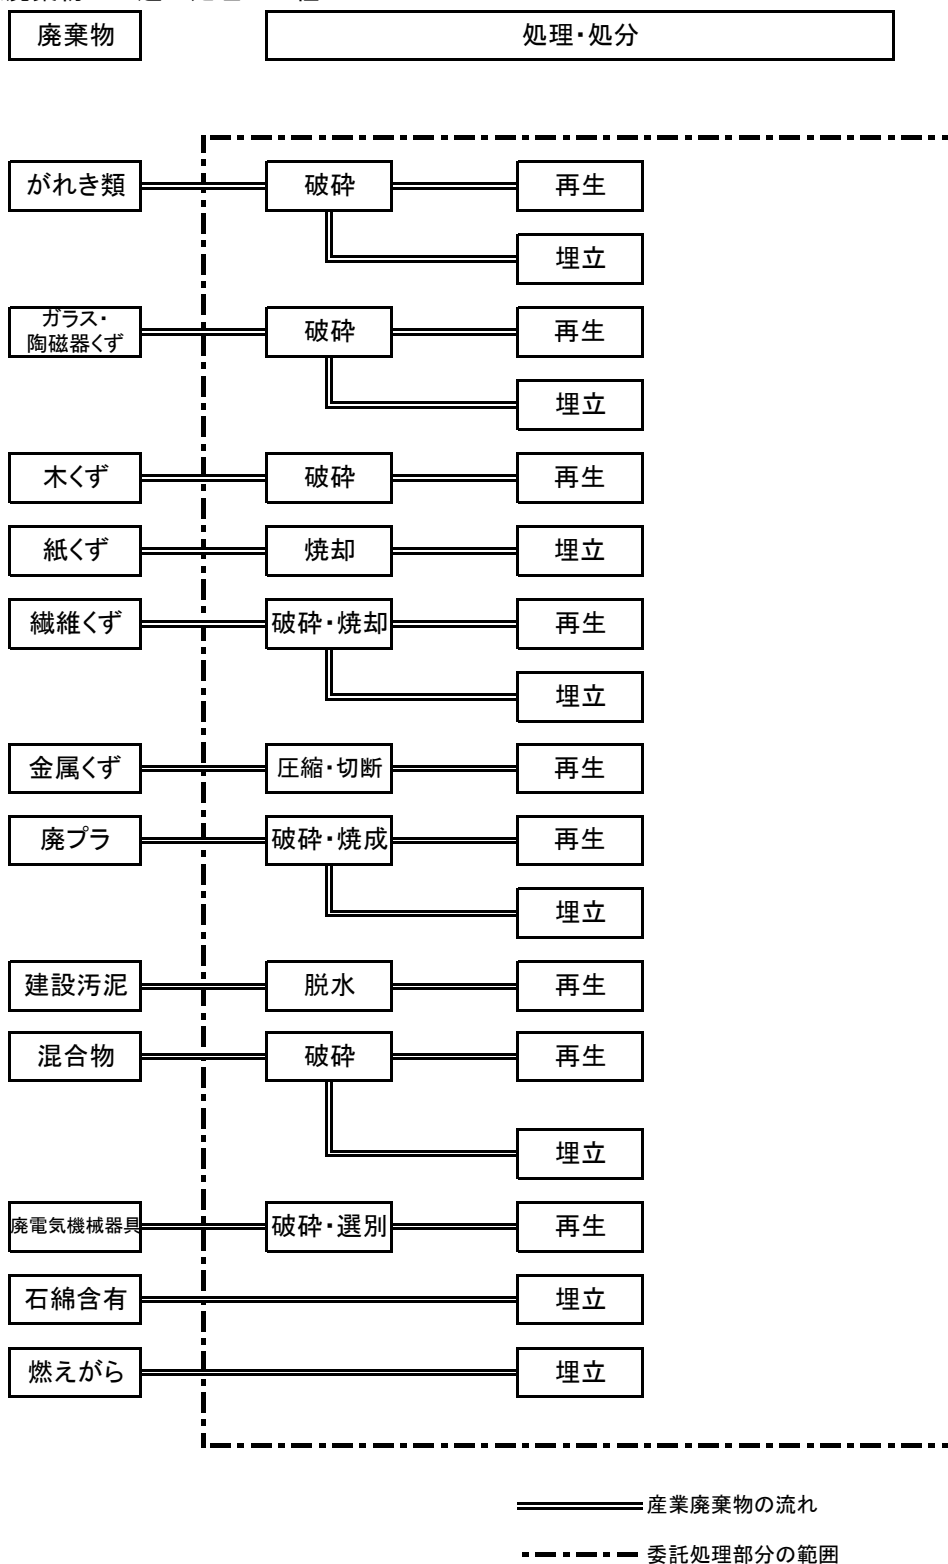 廃棄物 処理・処分
がれき類 破砕 再生
埋立
ガラス・
陶磁器くず 破砕 再生
埋立
木くず 破砕 再生
紙くず 焼却 埋立
繊維くず 破砕・焼却 再生
埋立
金属くず 圧縮・切断 再生
廃プラ 破砕・焼成 再生
埋立
建設汚泥 脱水 再生
混合物 破砕 再生
埋立
廃電気機械器具 破砕・選別 再生
石綿含有 埋立
燃えがら 埋立
産業廃棄物の流れ
委託処理部分の範囲